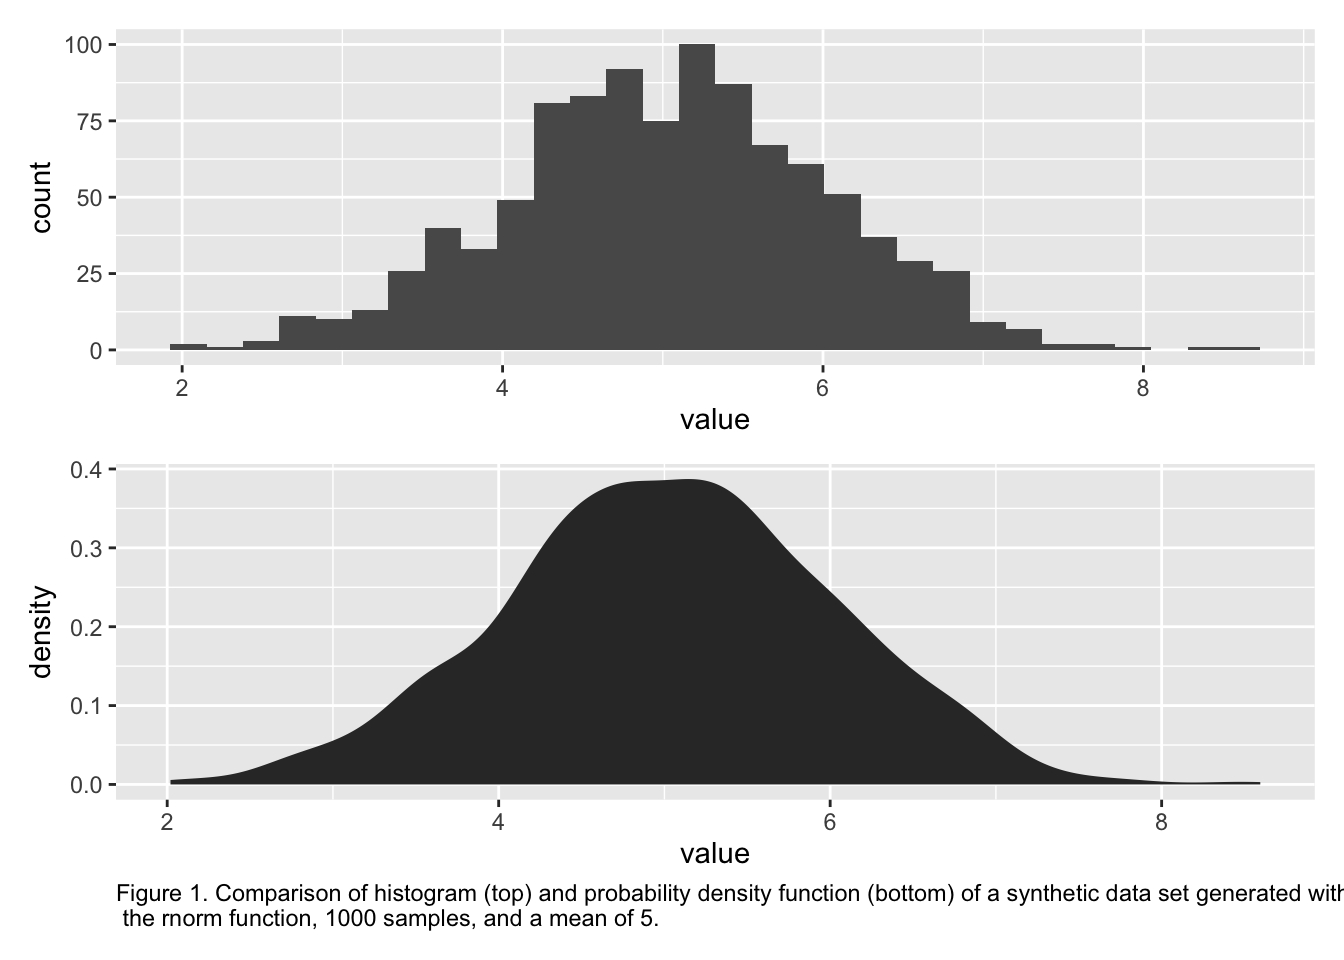 100
75
50
25
0
count
2 4 6 8
value
0.4
0.3
0.2
0.1
0.0
density
2 4 6 8
value
Figure 1. Comparison of histogram (top) and probability density function (bottom) of a synthetic data set generated with
the rnorm function, 1000 samples, and a mean of 5.